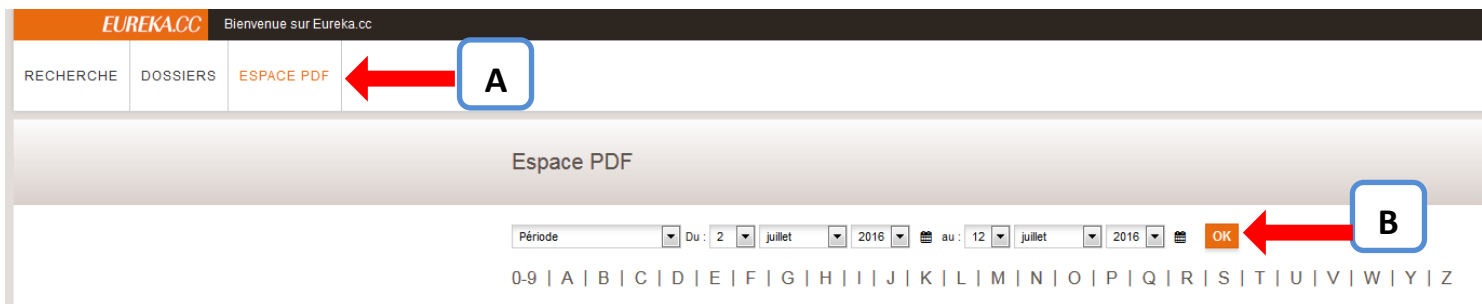 EUREKA.CC Bienvenue sur Eureka.cc
RECHERCHE DOSSIERS ESPACE PDF A
Espace PDF
B
Période Du : 2 juillet 2016 au : 12 juillet 2016 OK
0-9 | A | B | C | D | E | F | G | H | I | J | K | L | M | N | O | P | Q | R | S | T | U | V | W | Y | Z